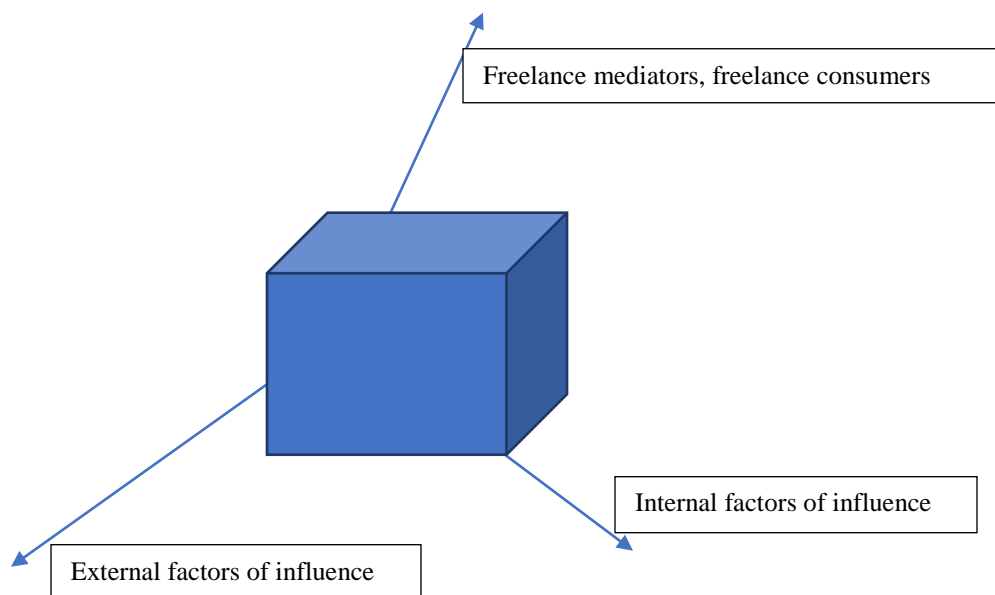 Freelance mediators, freelance consumers
Internal factors of influence
External factors of influence